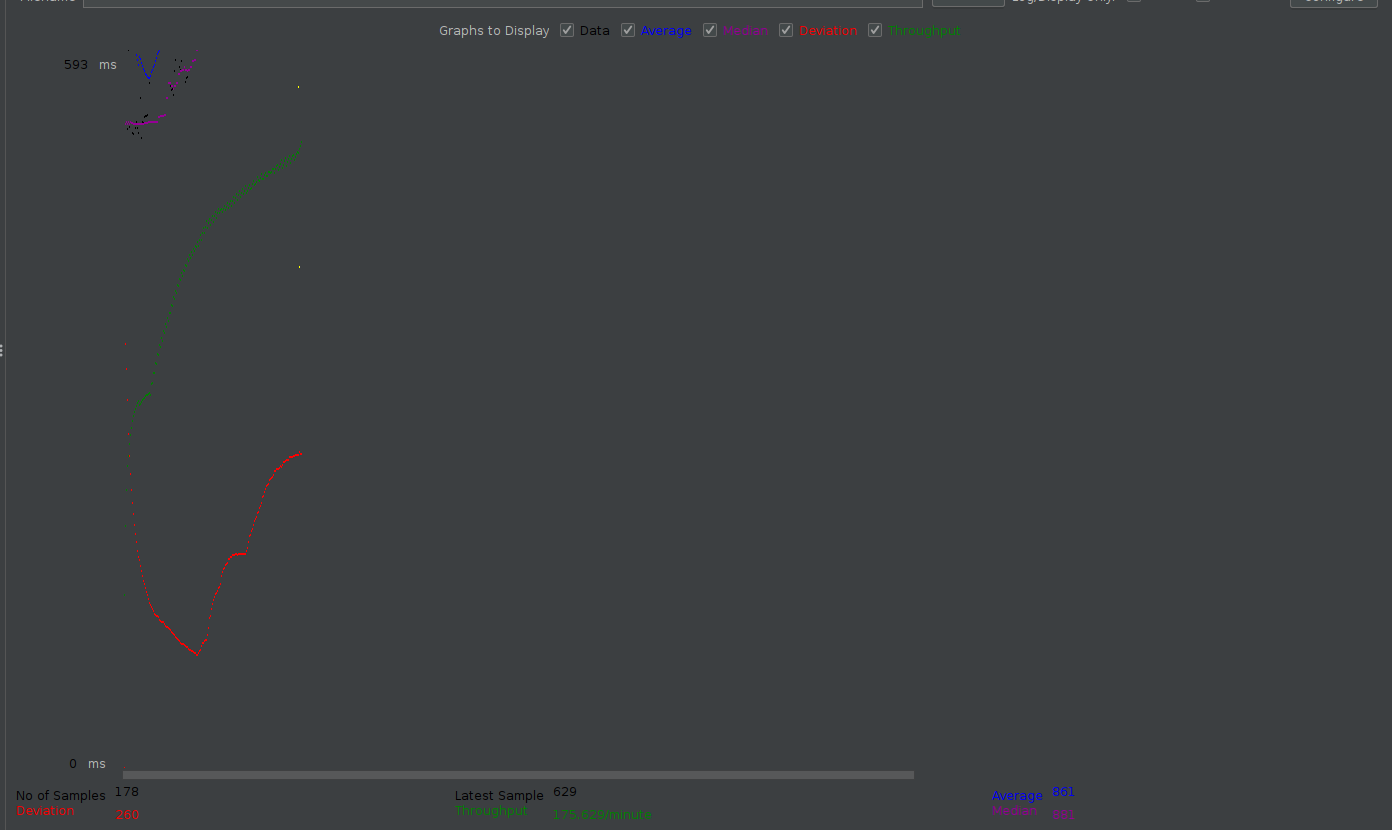 Filename Log/Display Only: Configure
Graphs to Display Data Average Median Deviation Throughput
593 ms
0 ms
No of Samples 178 Latest Sample 629 Average 861
Deviation 260 Throughput 175.629/minute Median